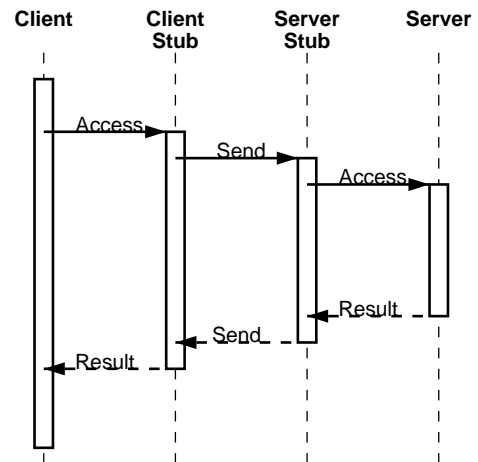 Client
Client
Stub
Server
Stub
Server
Access
Send
Access
Result
Send
Result